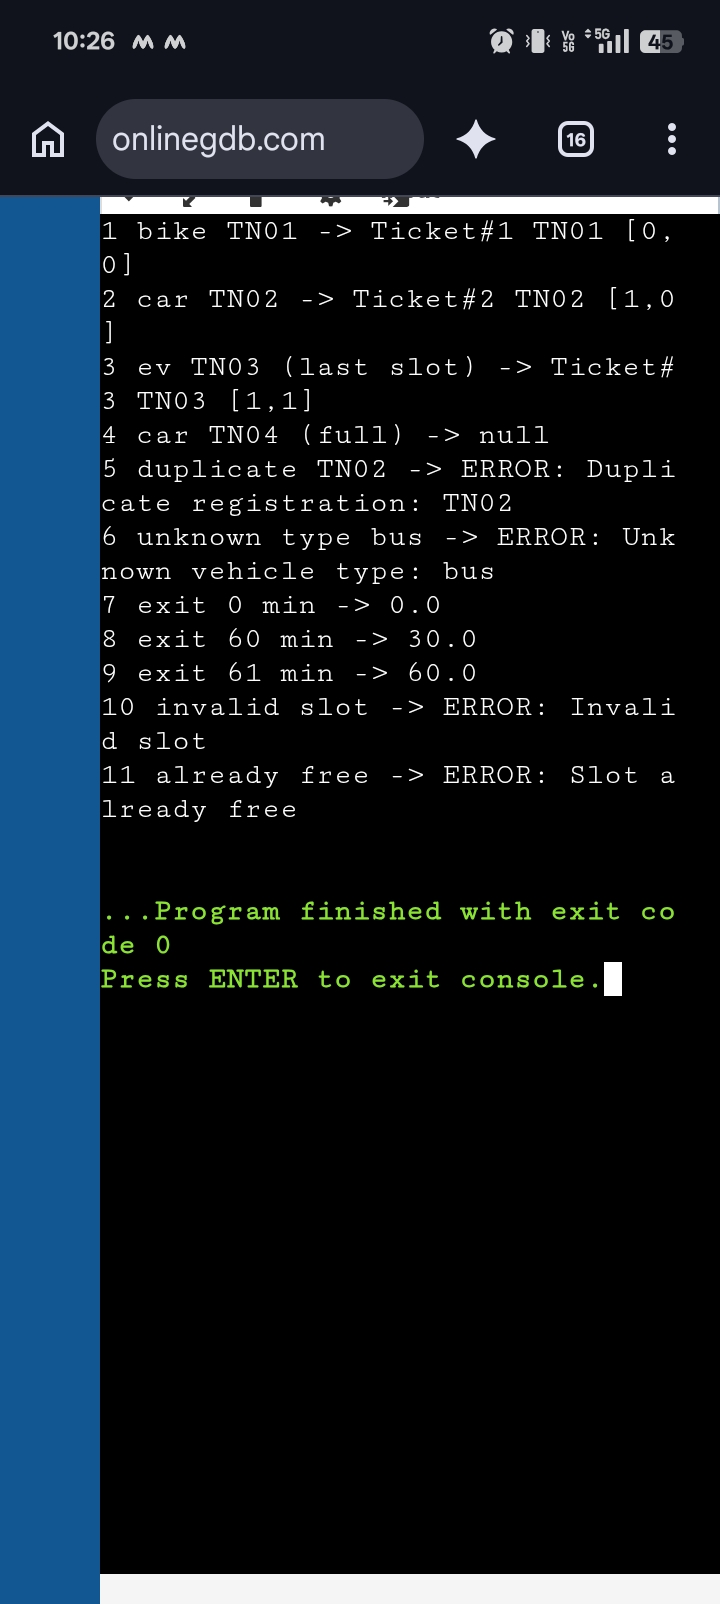 10:26
Vo 5G
5G
45
onlinegdb.com
16
1 bike TN01 -> Ticket#1 TN01 [0,
0]
2 car TN02 -> Ticket#2 TN02 [1,0
]
3 ev TN03 (last slot) -> Ticket#
3 TN03 [1,1]
4 car TN04 (full) -> null
5 duplicate TN02 -> ERROR: Dupli
cate registration: TN02
6 unknown type bus -> ERROR: Unk
nown vehicle type: bus
7 exit 0 min -> 0.0
8 exit 60 min -> 30.0
9 exit 61 min -> 60.0
10 invalid slot -> ERROR: Invali
d slot
11 already free -> ERROR: Slot a
lready free
...Program finished with exit co
de 0
Press ENTER to exit console.